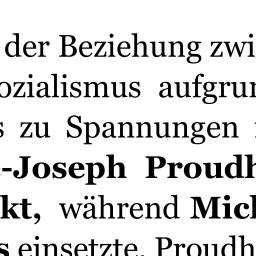 der Beziehung zwi
ozialismus aufgrun
s zu Spannungen
-Joseph Proudh
kt, während Mich
s einsetzte. Proudh